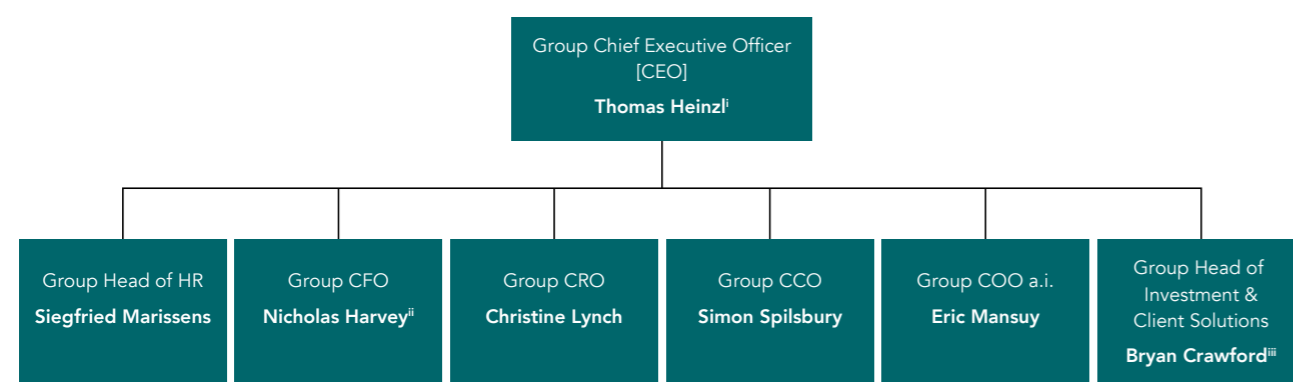 Group Chief Executive Officer
[CEO]
Thomas Heinzlⁱ
Group Head of HR
Siegfried Marissens
Group CFO
Nicholas Harveyⁱⁱ
Group CRO
Christine Lynch
Group CCO
Simon Spilsbury
Group COO a.i.
Eric Mansuy
Group Head of
Investment &
Client Solutions
Bryan Crawfordⁱⁱⁱ